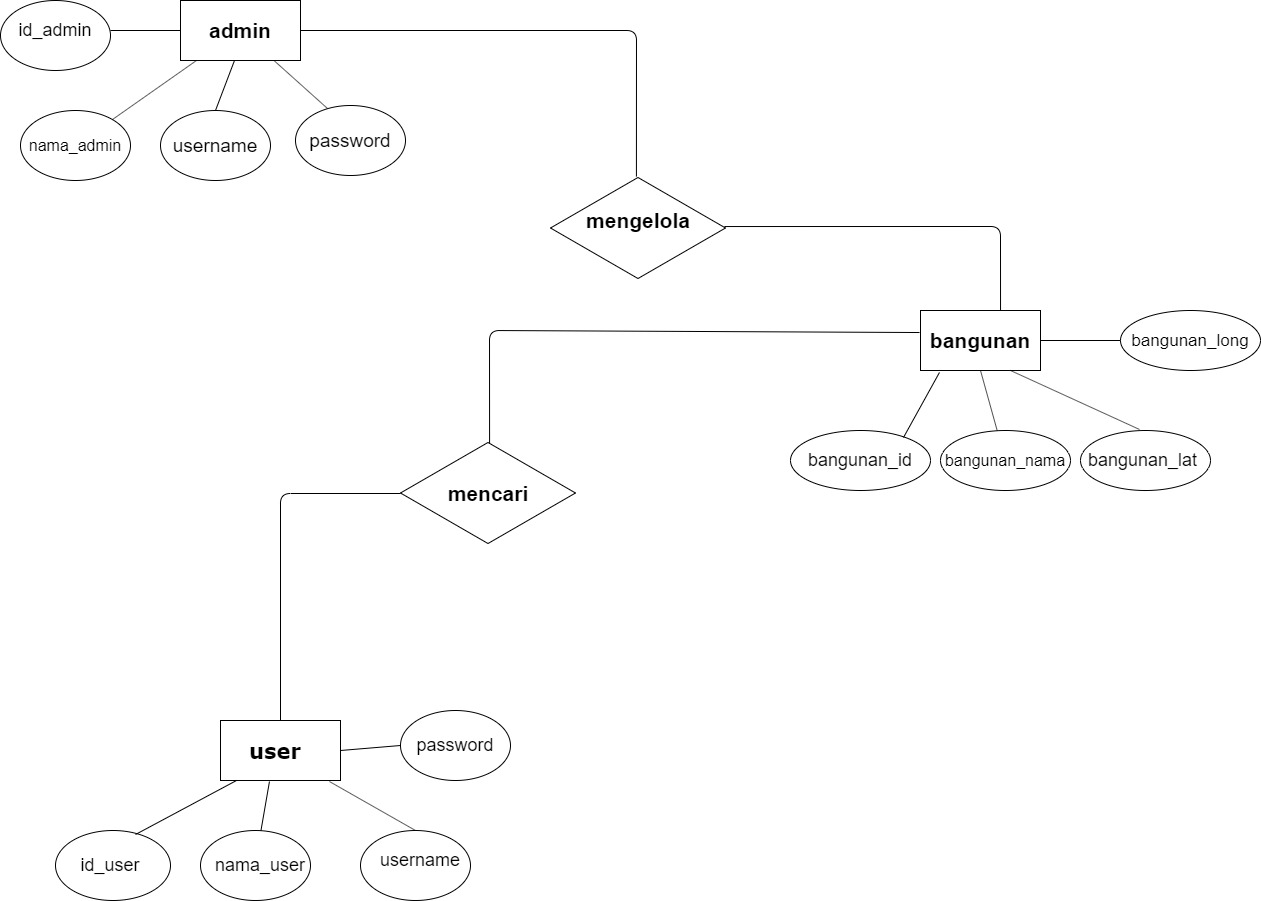 id_admin
admin
nama_admin
username
password
mengelola
bangunan
bangunan_long
bangunan_id
bangunan_nama
bangunan_lat
mencari
user
password
id_user
nama_user
username